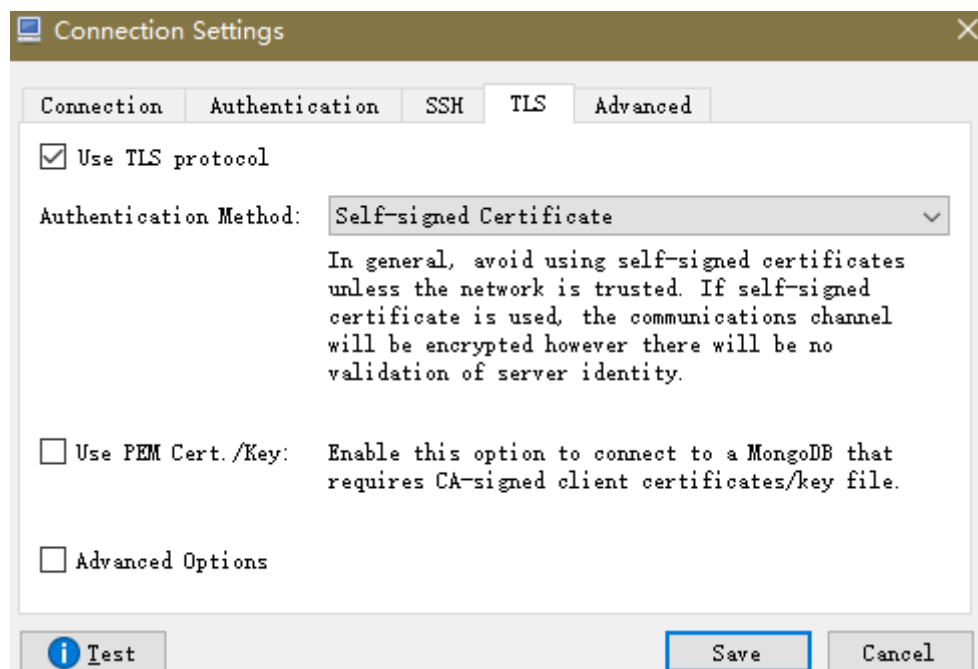 Connection Settings
Connection Authentication SSH TLS Advanced
Use TLS protocol
Authentication Method: Self-signed Certificate
In general, avoid using self-signed certificates
unless the network is trusted. If self-signed
certificate is used, the communications channel
will be encrypted however there will be no
validation of server identity.
Use PEM Cert./Key: Enable this option to connect to a MongoDB that
requires CA-signed client certificates/key file.
Advanced Options
Test Save Cancel